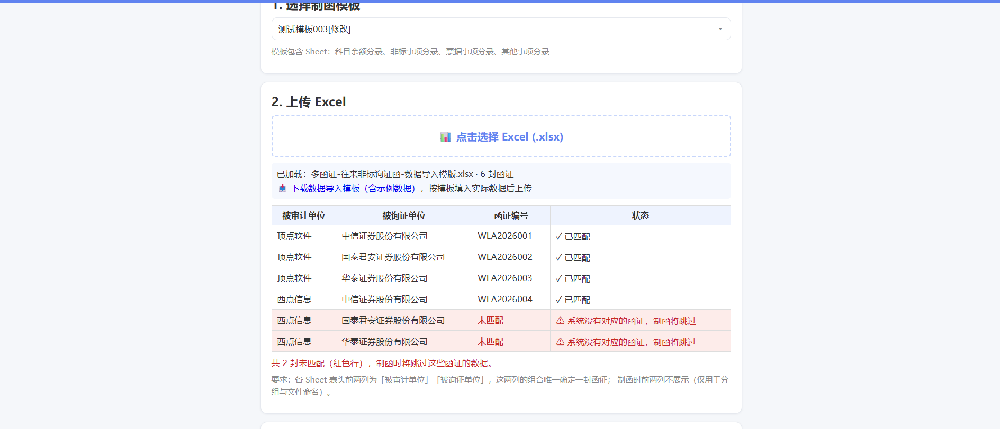 1. 选择制函模板
测试模板003[修改]
模板包含 Sheet：科目余额分录、非标事项分录、票据事项分录、其他事项分录
2. 上传 Excel
点击选择 Excel (.xlsx)
已加载：多函证-往来非标询证函-数据导入模版.xlsx · 6 封函证
下载数据导入模板（含示例数据），按模板填入实际数据后上传
被审计单位 被询证单位 函证编号 状态
顶点软件 中信证券股份有限公司 WLA2026001 ✓ 已匹配
顶点软件 国泰君安证券股份有限公司 WLA2026002 ✓ 已匹配
顶点软件 华泰证券股份有限公司 WLA2026003 ✓ 已匹配
西点信息 中信证券股份有限公司 WLA2026004 ✓ 已匹配
西点信息 国泰君安证券股份有限公司 未匹配 ⚠ 系统没有对应的函证，制函将跳过
西点信息 华泰证券股份有限公司 未匹配 ⚠ 系统没有对应的函证，制函将跳过
共 2 封未匹配（红色行），制函时将跳过这些函证的数据。
要求：各 Sheet 表头前两列为「被审计单位」「被询证单位」，这两列的组合唯一确定一封函证； 制函时前两列不展示（仅用于分
组与文件命名）。